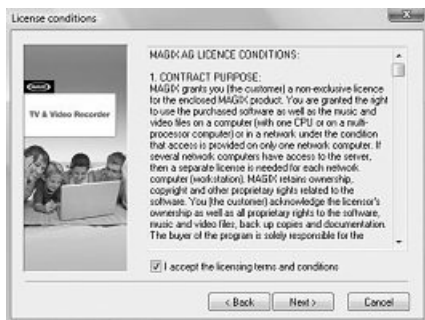 License conditions
MAGIX
TV & Video Recorder
MAGIX AG LICENCE CONDITIONS:
1. CONTRACT PURPOSE:
MAGIX grants you (the customer) a non-exclusive licence
for the enclosed MAGIX product. You are granted the right
to use the purchased software as well as the music and
video files on a computer (with one CPU or on a multi-
processor computer) or in a network under the condition
that access is provided on only one network computer. If
several network computers have access to the server,
then a separate license is needed for each network
computer (workstation). MAGIX retains ownership,
copyright and other proprietary rights related to the
software. You (the customer) acknowledge the licensor's
ownership as well as all proprietary rights to the software,
music and video files, back up copies and documentation.
The buyer of the program is solely responsible for the
I accept the licensing terms and conditions
< Back
Next >
Cancel